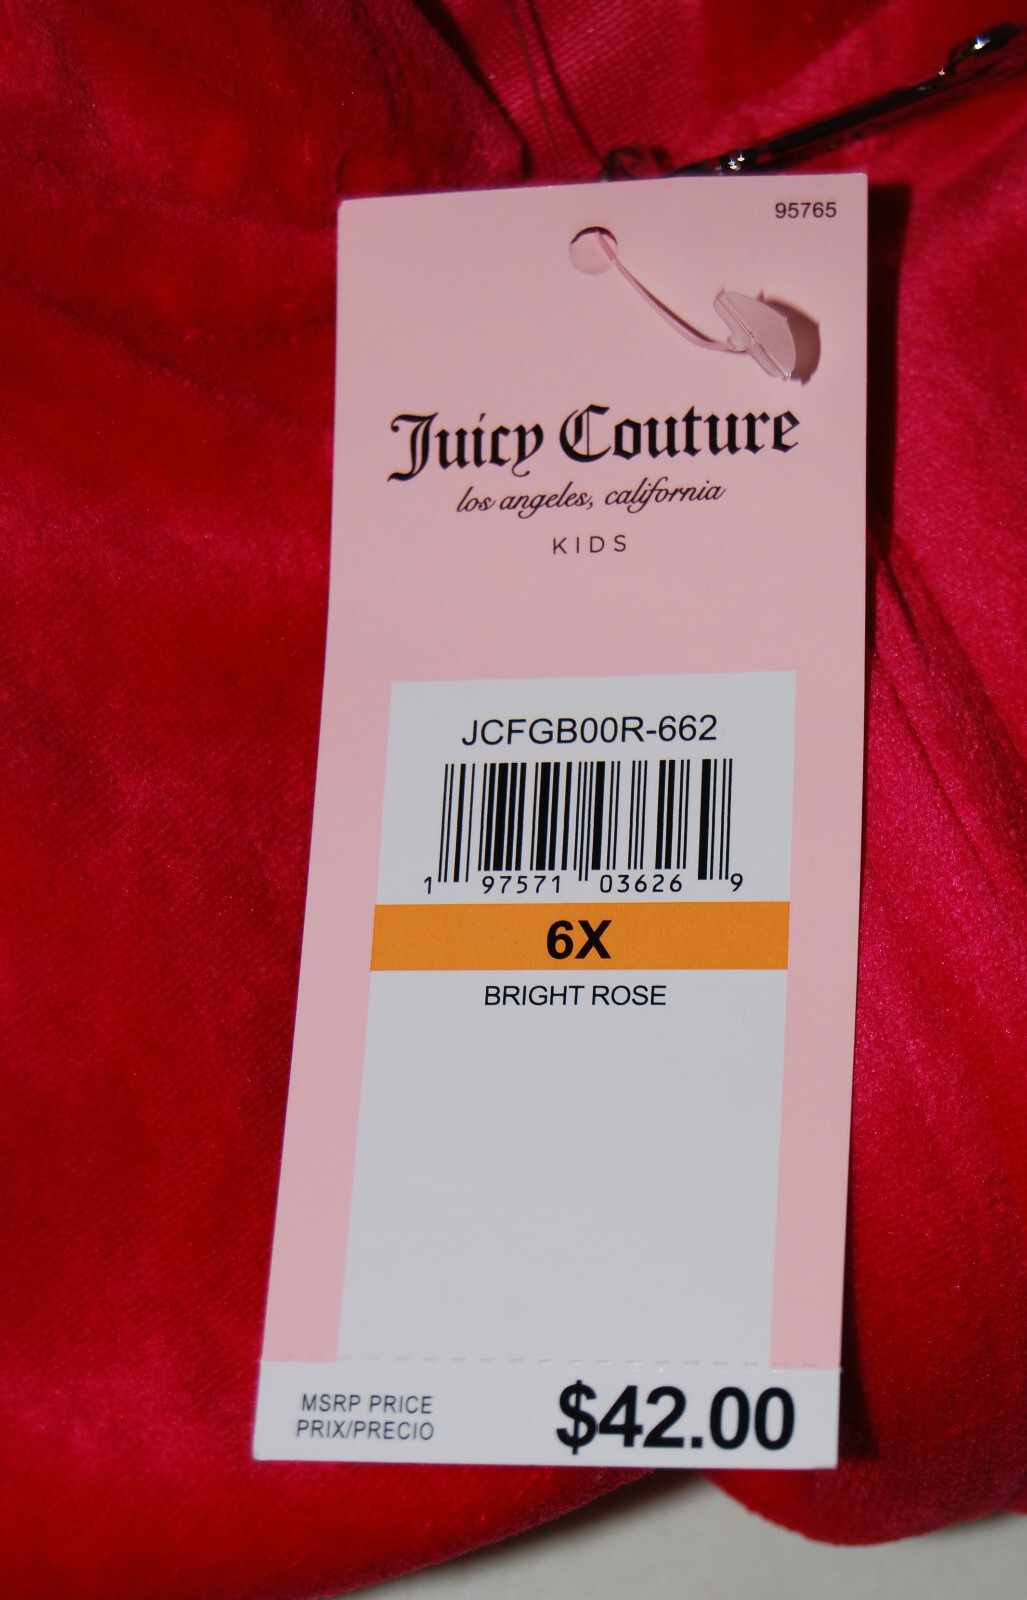 95765
Juicy Couture
los angeles, california
KIDS
JCFGB00R-662
1 97571 03626 9
6X
BRIGHT ROSE
MSRP PRICE
PRIX/PRECIO
$42.00